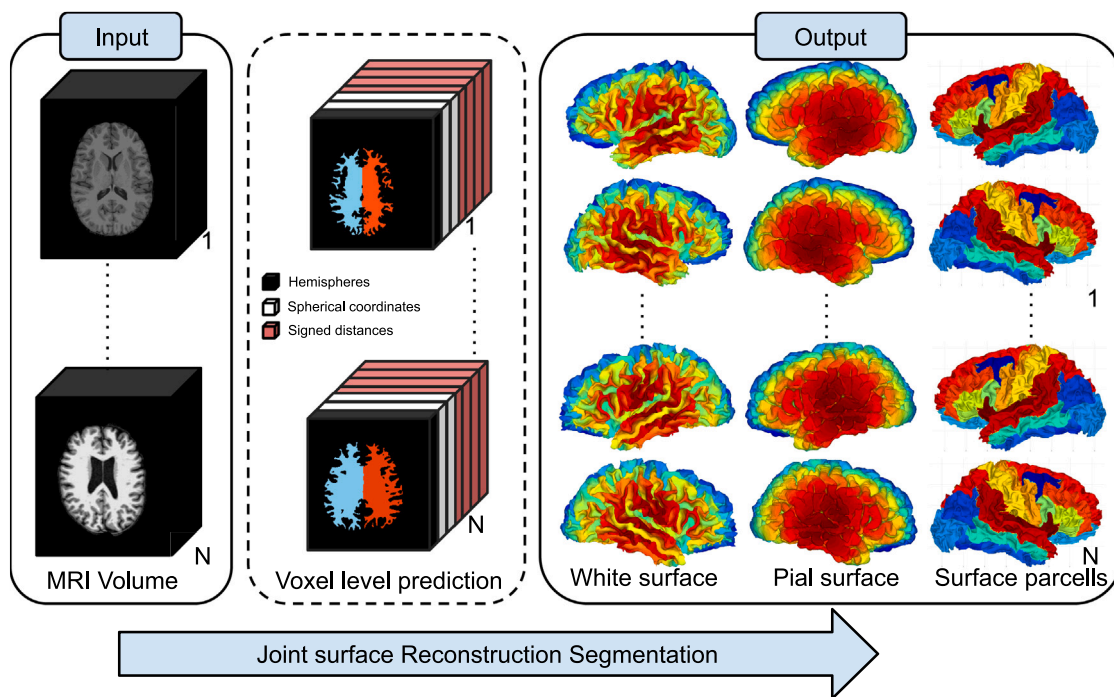 Input
1
N
MRI Volume
1
Hemispheres
Spherical coordinates
Signed distances
N
Voxel level prediction
Output
1
N
White surface
Pial surface
Surface parcells
Joint surface Reconstruction Segmentation